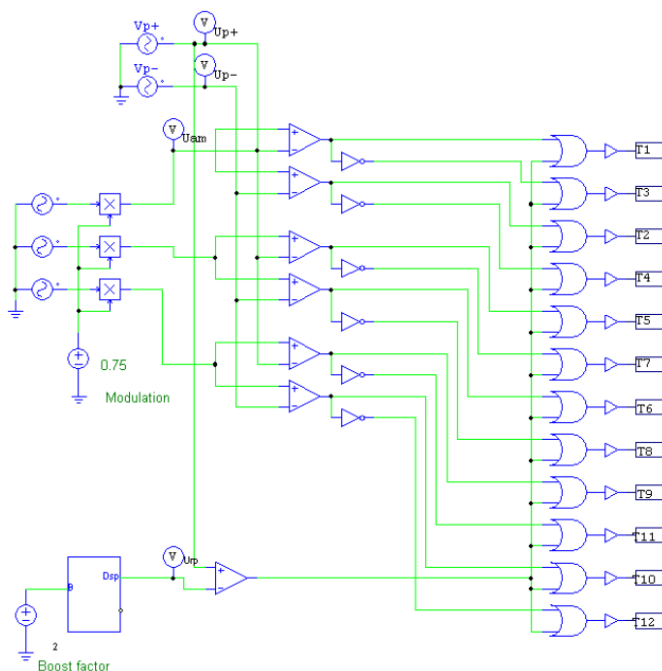 Vp+
V
Up+
Vp-
V
Up-
V
Uam
T1
T3
T2
T4
T5
0.75
T7
Modulation
T6
T8
T9
T11
V
Urp
Dsp
B
T10
T12
2
Boost factor